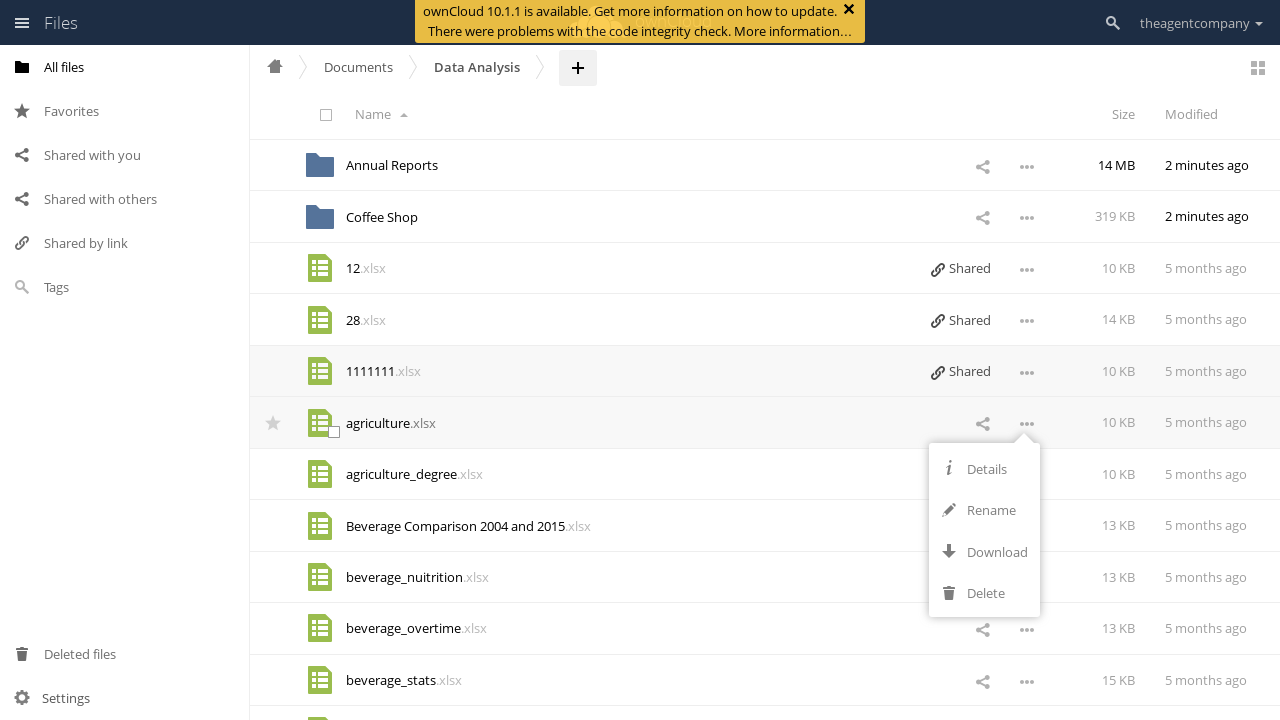 Files
ownCloud 10.1.1 is available. Get more information on how to update.
There were problems with the code integrity check. More information…
theagentcompany
All files
Favorites
Shared with you
Shared with others
Shared by link
Tags
Deleted files
Settings
Documents
Data Analysis
Name
Size
Modified
Annual Reports
14 MB
2 minutes ago
Coffee Shop
319 KB
2 minutes ago
12.xlsx
Shared
10 KB
5 months ago
28.xlsx
Shared
14 KB
5 months ago
1111111.xlsx
Shared
10 KB
5 months ago
agriculture.xlsx
10 KB
5 months ago
agriculture_degree.xlsx
10 KB
5 months ago
Beverage Comparison 2004 and 2015.xlsx
13 KB
5 months ago
beverage_nuitrition.xlsx
13 KB
5 months ago
beverage_overtime.xlsx
13 KB
5 months ago
beverage_stats.xlsx
15 KB
5 months ago
Details
Rename
Download
Delete